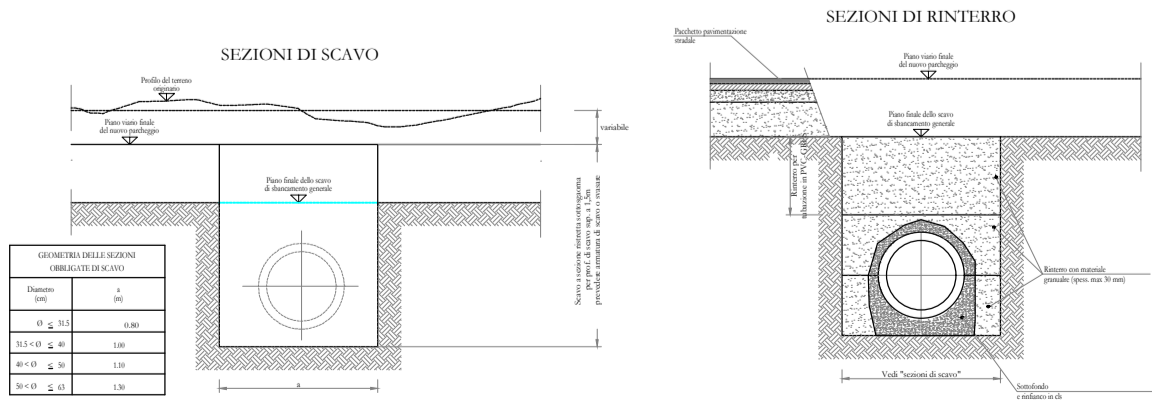 SEZIONI DI SCAVO
Profilo del terreno
originario
Piano viario finale
del nuovo parcheggio
variabile
Piano finale dello scavo
di sbancamento generale
Scavo a sezione ristretta sottosagoma
per prof. di scavo sup. a 1,5m
prevedere armatura di scavo o svasare
a
GEOMETRIA DELLE SEZIONI
OBBLIGATE DI SCAVO
Diametro
(cm)
a
(m)
Ø ≤ 31.5
0.80
31.5 < Ø ≤ 40
1.00
40 < Ø ≤ 50
1.10
50 < Ø ≤ 63
1.30
SEZIONI DI RINTERRO
Pacchetto pavimentazione
stradale
Piano viario finale
del nuovo parcheggio
Piano finale dello scavo
di sbancamento generale
Rinterro per
tubazione in PVC -GRES
Rinterro con materiale
granualre (spess. max 30 mm)
Vedi "sezioni di scavo"
Sottofondo
e rinfianco in cls